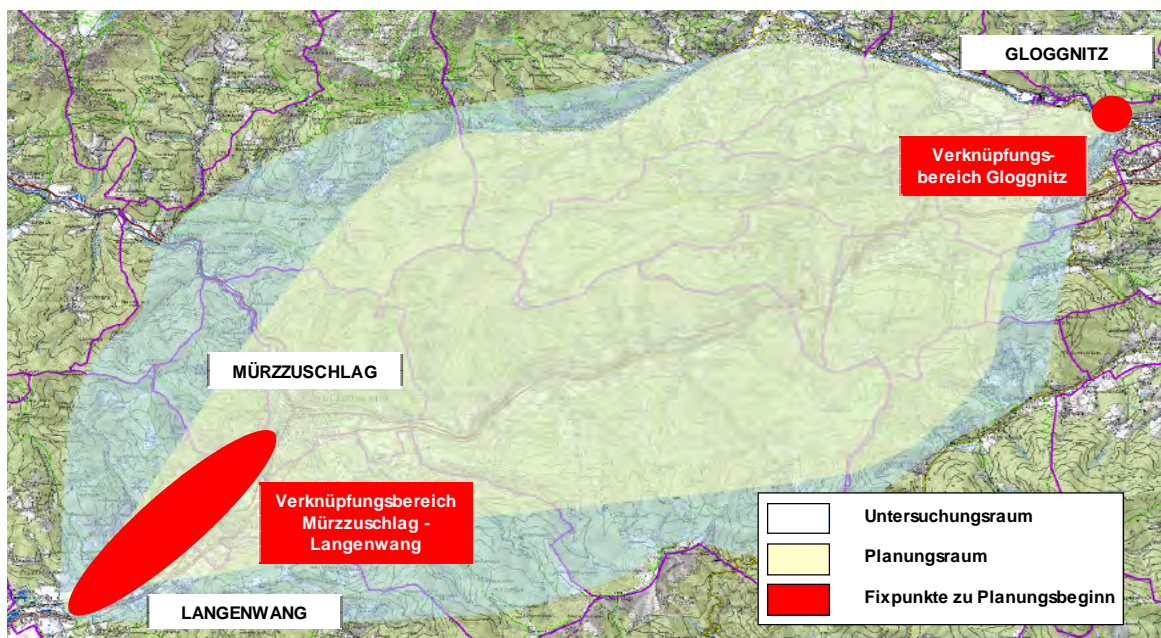 GLOGGNITZ
Verknüpfungs-
bereich Gloggnitz
MÜRZZUSCHLAG
Verknüpfungsbereich
Mürzzuschlag -
Langenwang
LANGENWANG
Untersuchungsraum
Planungsraum
Fixpunkte zu Planungsbeginn